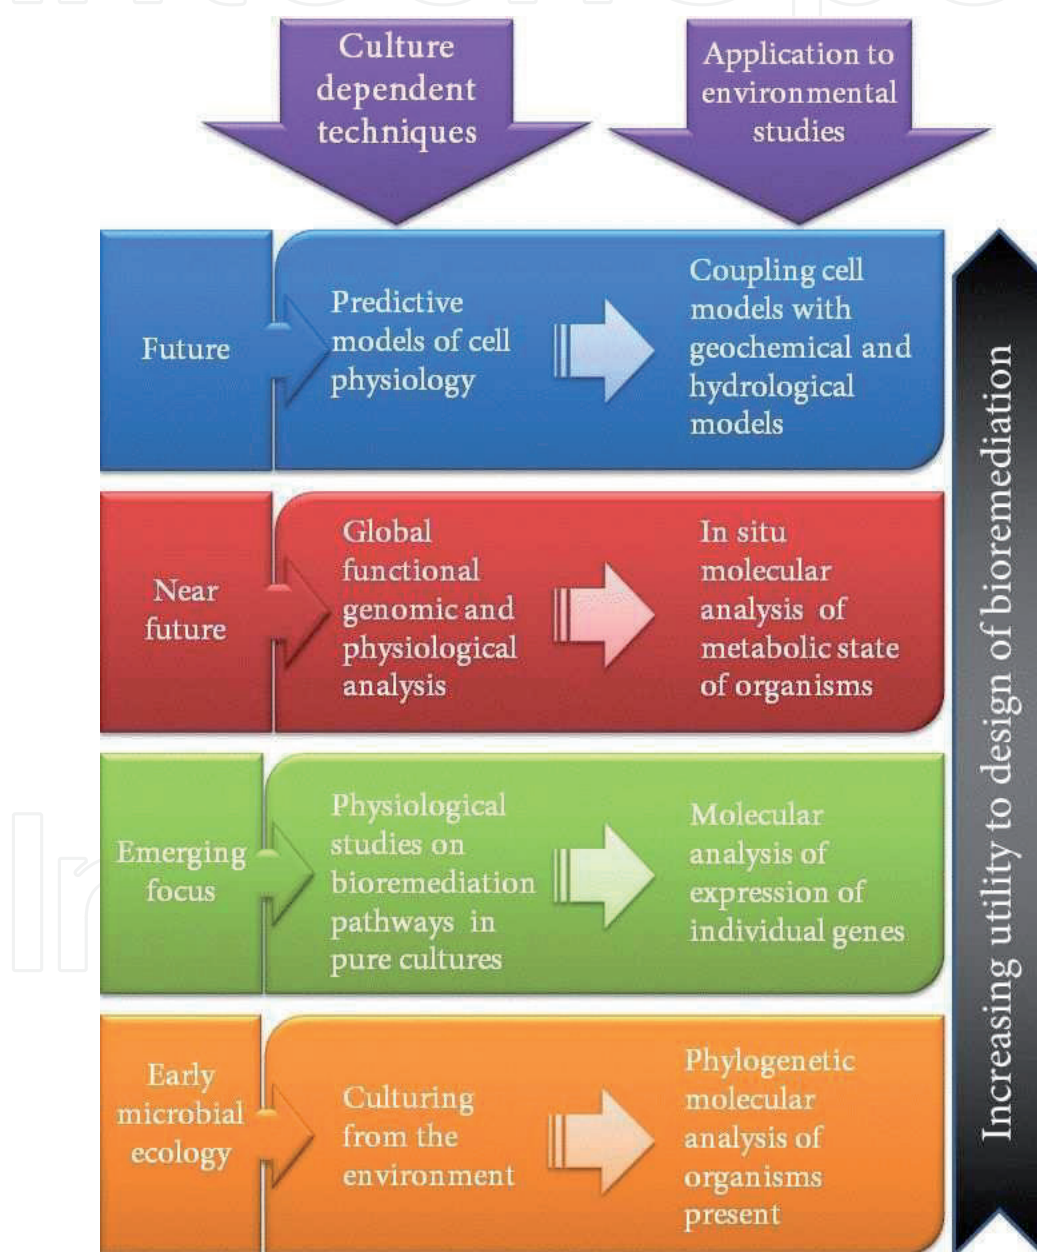 Culture
dependent
techniques
Application to
environmental
studies
Future
Predictive
models of cell
physiology
Coupling cell
models with
geochemical and
hydrological
models
Near
future
Global
functional
genomic and
physiological
analysis
In situ
molecular
analysis of
metabolic state
of organisms
Emerging
focus
Physiological
studies on
bioremediation
pathways in
pure cultures
Molecular
analysis of
expression of
individual genes
Early
microbial
ecology
Culturing
from the
environment
Phylogenetic
molecular
analysis of
organisms
present
Increasing utility to design of bioremediation